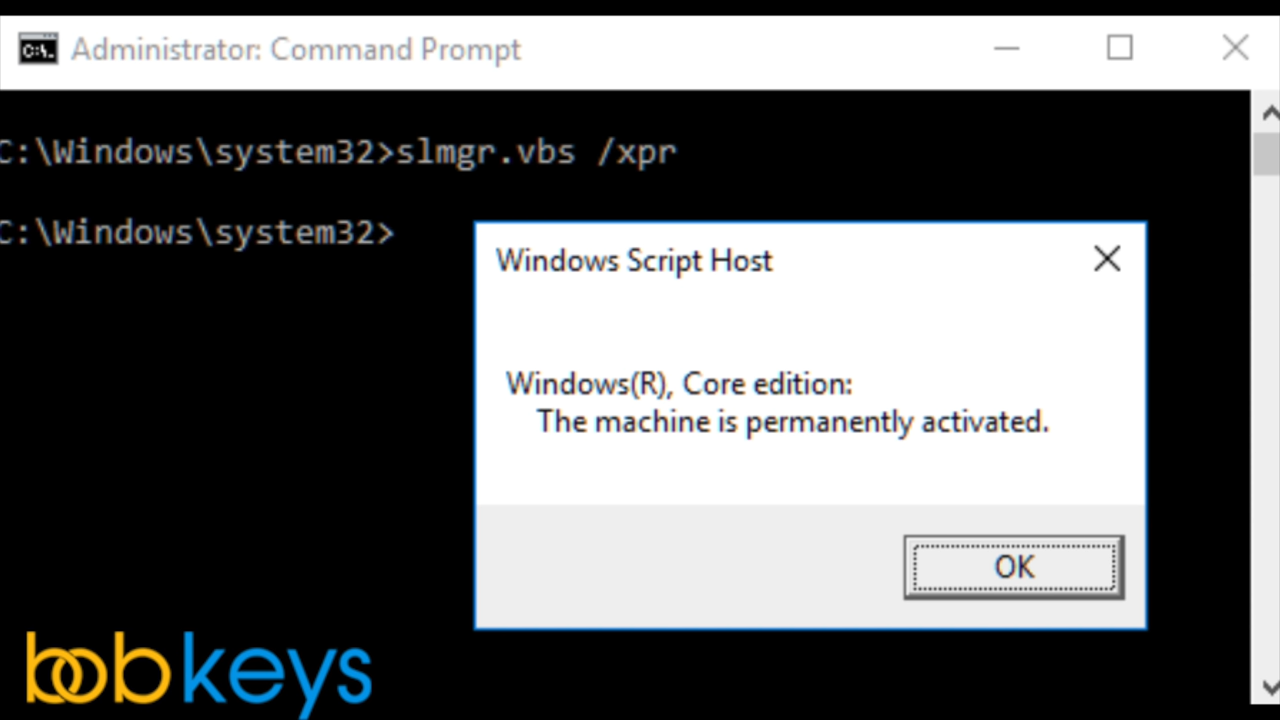 Administrator: Command Prompt
C:\Windows\system32>slmgr.vbs /xpr
C:\Windows\system32>
Windows Script Host
Windows(R), Core edition:
The machine is permanently activated.
OK
bobkeys